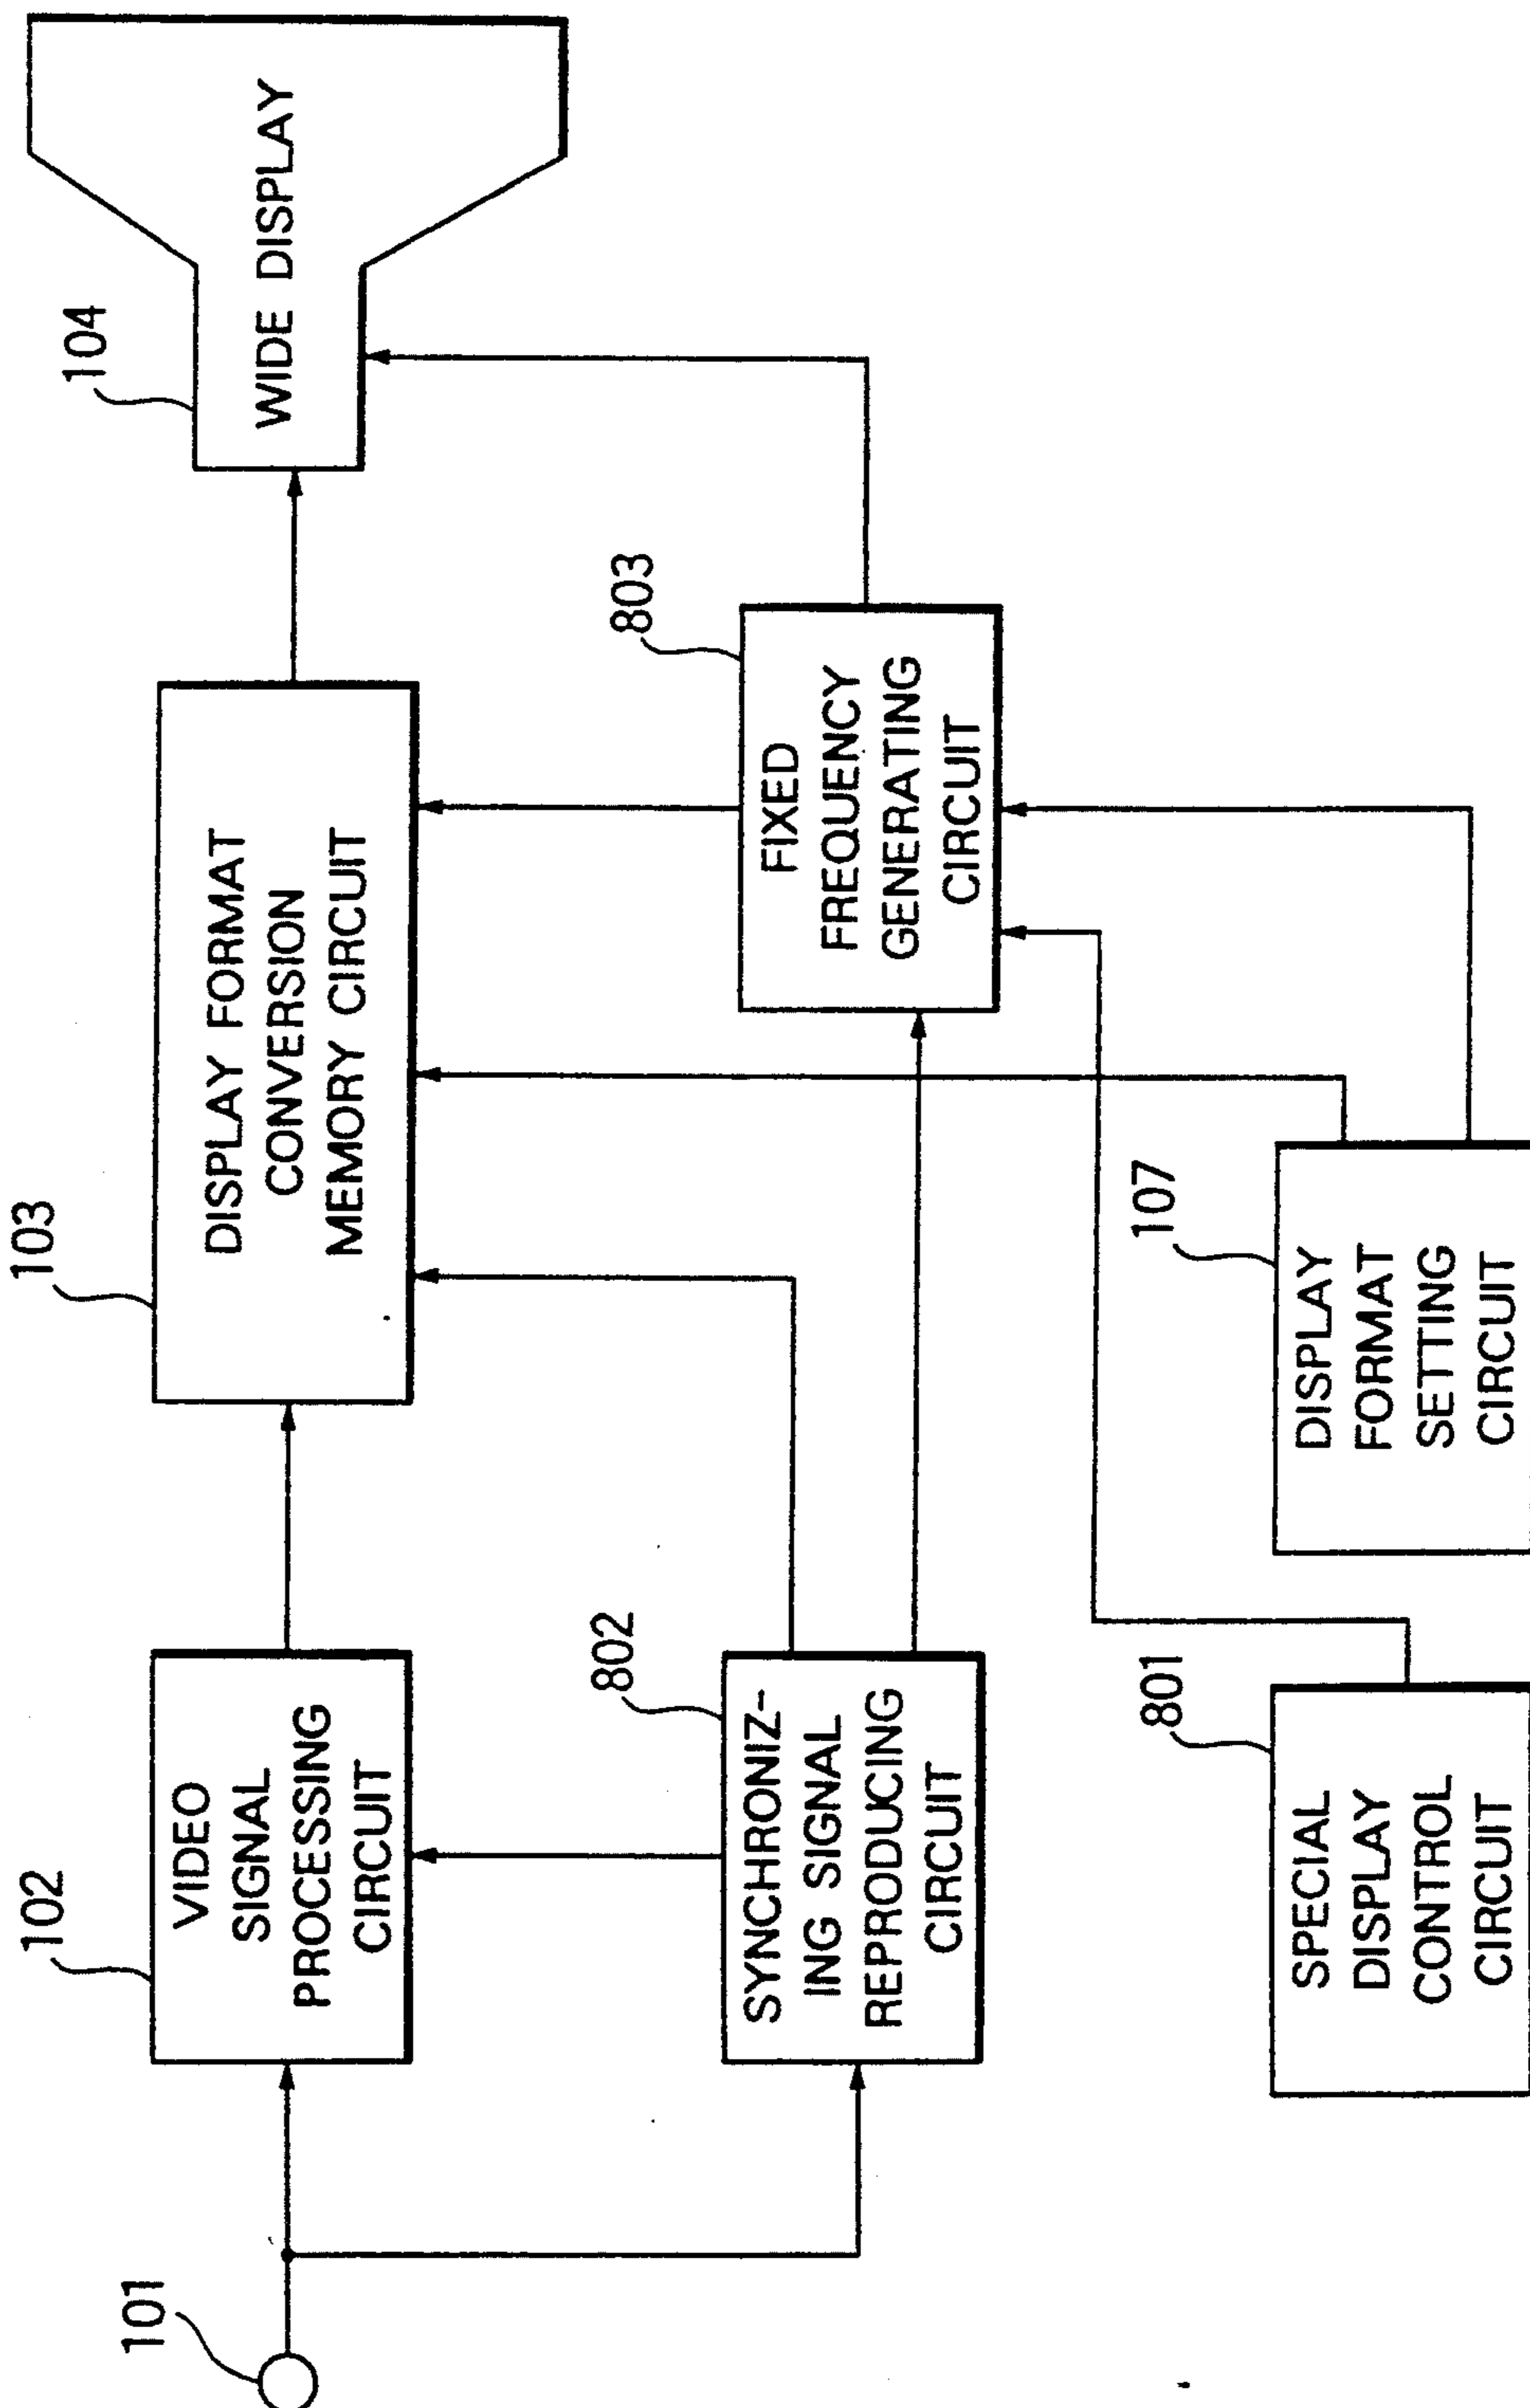 101
102
VIDEO
SIGNAL
PROCESSING
CIRCUIT
103
DISPLAY FORMAT
CONVERSION
MEMORY CIRCUIT
104
WIDE DISPLAY
802
SYNCHRONIZ-
ING SIGNAL
REPRODUCING
CIRCUIT
803
FIXED
FREQUENCY
GENERATING
CIRCUIT
801
SPECIAL
DISPLAY
CONTROL
CIRCUIT
107
DISPLAY
FORMAT
SETTING
CIRCUIT